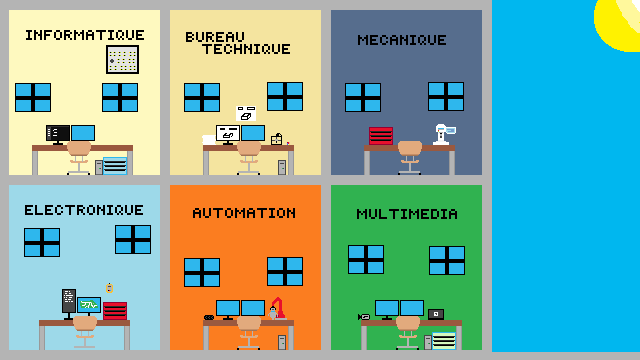 INFORMATIQUE
BUREAU
TECHNIQUE
MECANIQUE
ELECTRONIQUE
AUTOMATION
MULTIMEDIA